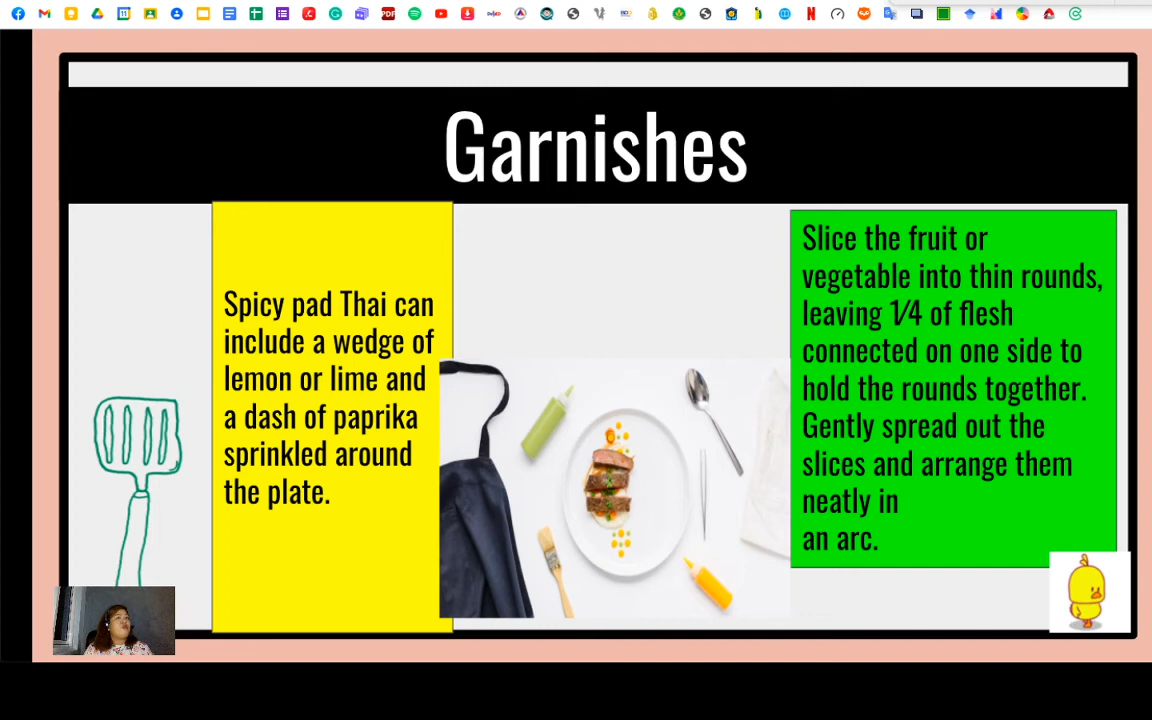 Garnishes
Spicy pad Thai can
include a wedge of
lemon or lime and
a dash of paprika
sprinkled around
the plate.
Slice the fruit or
vegetable into thin rounds,
leaving 1/4 of flesh
connected on one side to
hold the rounds together.
Gently spread out the
slices and arrange them
neatly in
an arc.